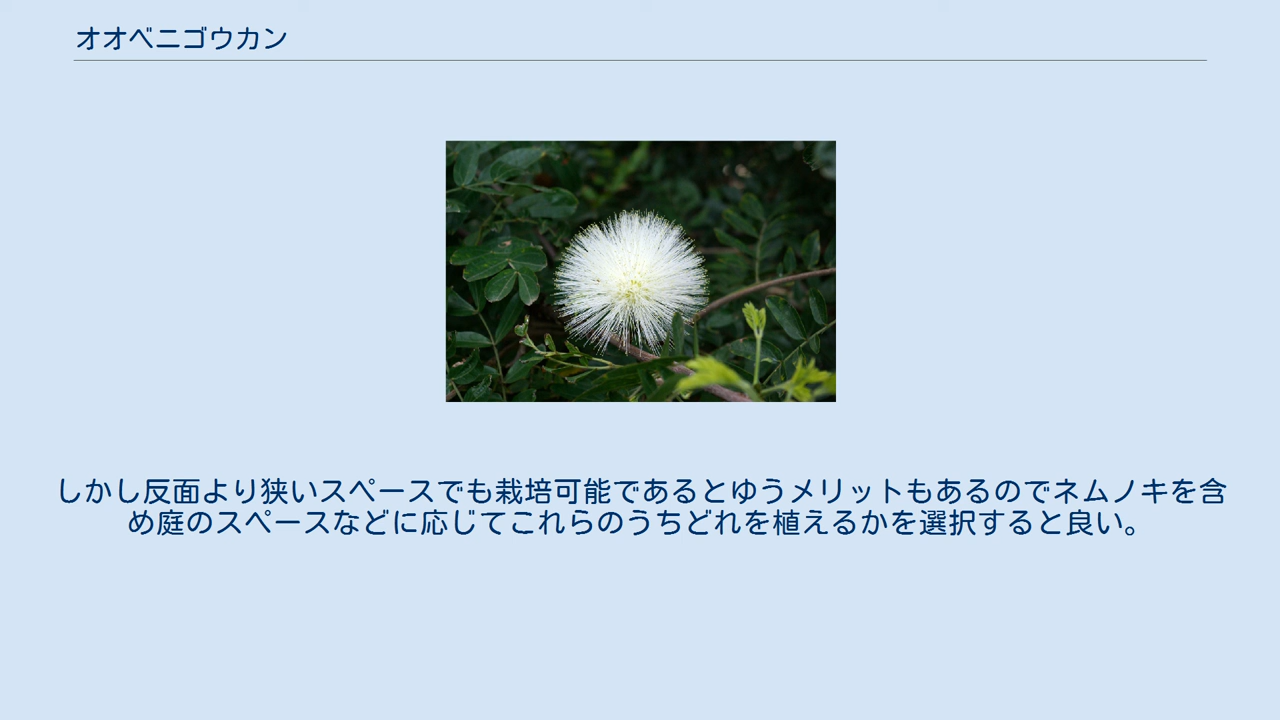 オオベニゴウカン
しかし反面より狭いスペースでも栽培可能であるとゆうメリットもあるのでネムノキを含
め庭のスペースなどに応じてこれらのうちどれを植えるかを選択すると良い。